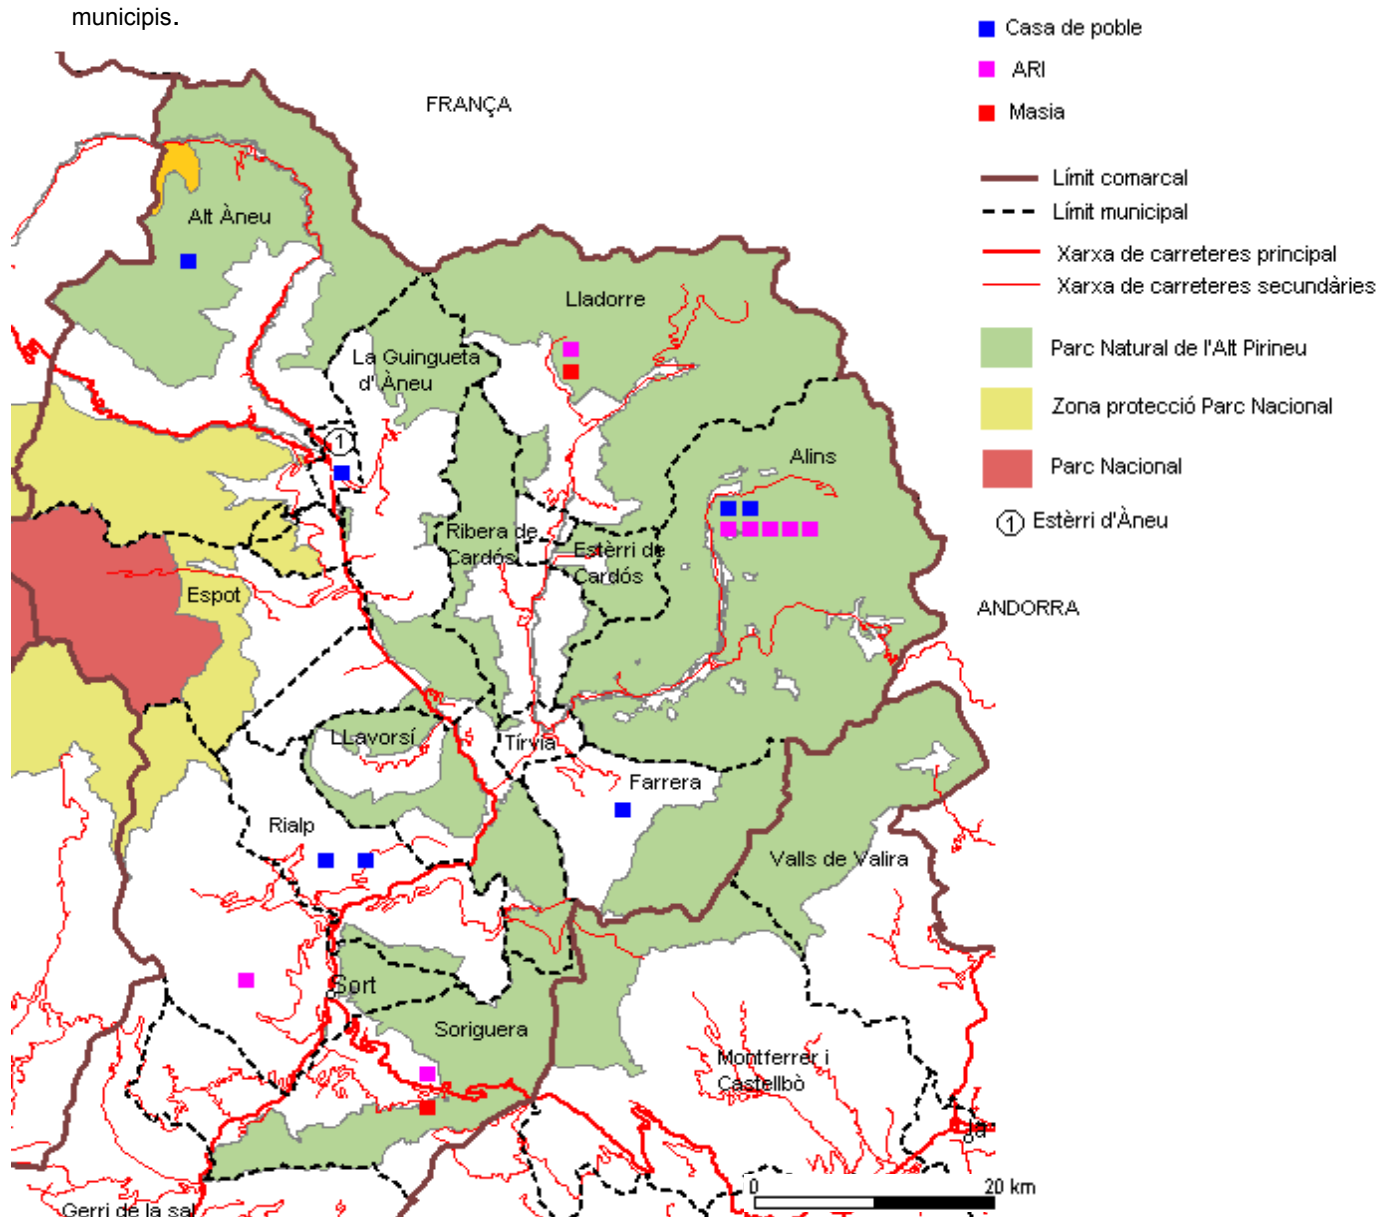 municipis.
Casa de poble
ARI
Masia
FRANÇA
Límit comarcal
Límit municipal
Xarxa de carreteres principal
Xarxa de carreteres secundàries
Parc Natural de l'Alt Pirineu
Zona protecció Parc Nacional
Parc Nacional
1 Estèrri d'Àneu
Alt Àneu
Lladorre
La Guingueta
d' Àneu
1
Alins
Ribera de
Cardós
Estèrri de
Cardós
Espot
ANDORRA
LLavorsí
Tírvia
Farrera
Rialp
Valls de Valira
Sort
Soriguera
Montferrer i
Castellbò
0 20 km
Gerri de la sal